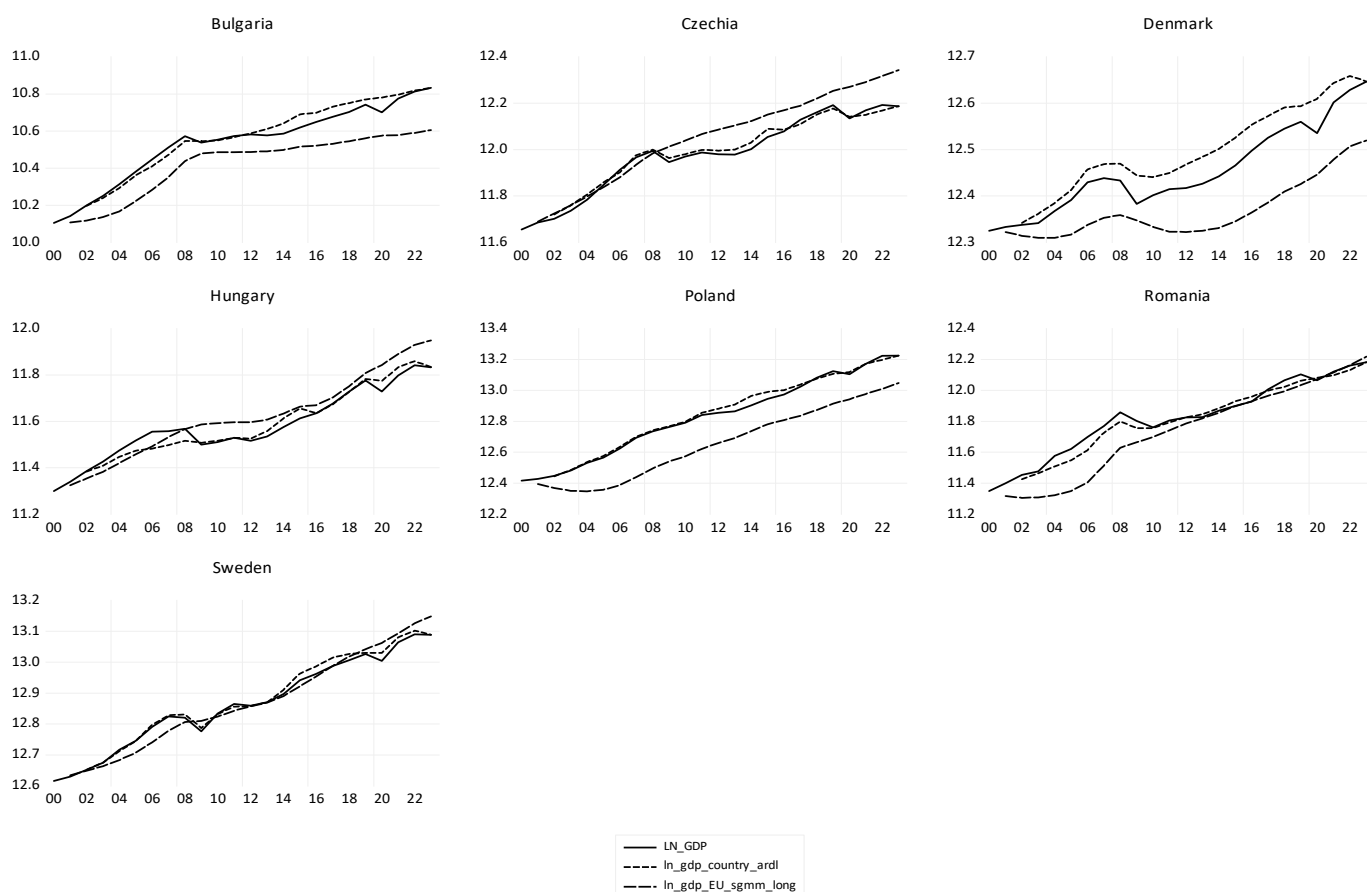 Bulgaria
11.0
10.8
10.6
10.4
10.2
10.0
00 02 04 06 08 10 12 14 16 18 20 22
Czechia
12.4
12.2
12.0
11.8
11.6
00 02 04 06 08 10 12 14 16 18 20 22
Denmark
12.7
12.6
12.5
12.4
12.3
00 02 04 06 08 10 12 14 16 18 20 22
Hungary
12.0
11.8
11.6
11.4
11.2
00 02 04 06 08 10 12 14 16 18 20 22
Poland
13.4
13.2
13.0
12.8
12.6
12.4
12.2
00 02 04 06 08 10 12 14 16 18 20 22
Romania
12.4
12.2
12.0
11.8
11.6
11.4
11.2
00 02 04 06 08 10 12 14 16 18 20 22
Sweden
13.2
13.1
13.0
12.9
12.8
12.7
12.6
00 02 04 06 08 10 12 14 16 18 20 22
LN_GDP
ln_gdp_country_ardl
ln_gdp_EU_sgmm_long